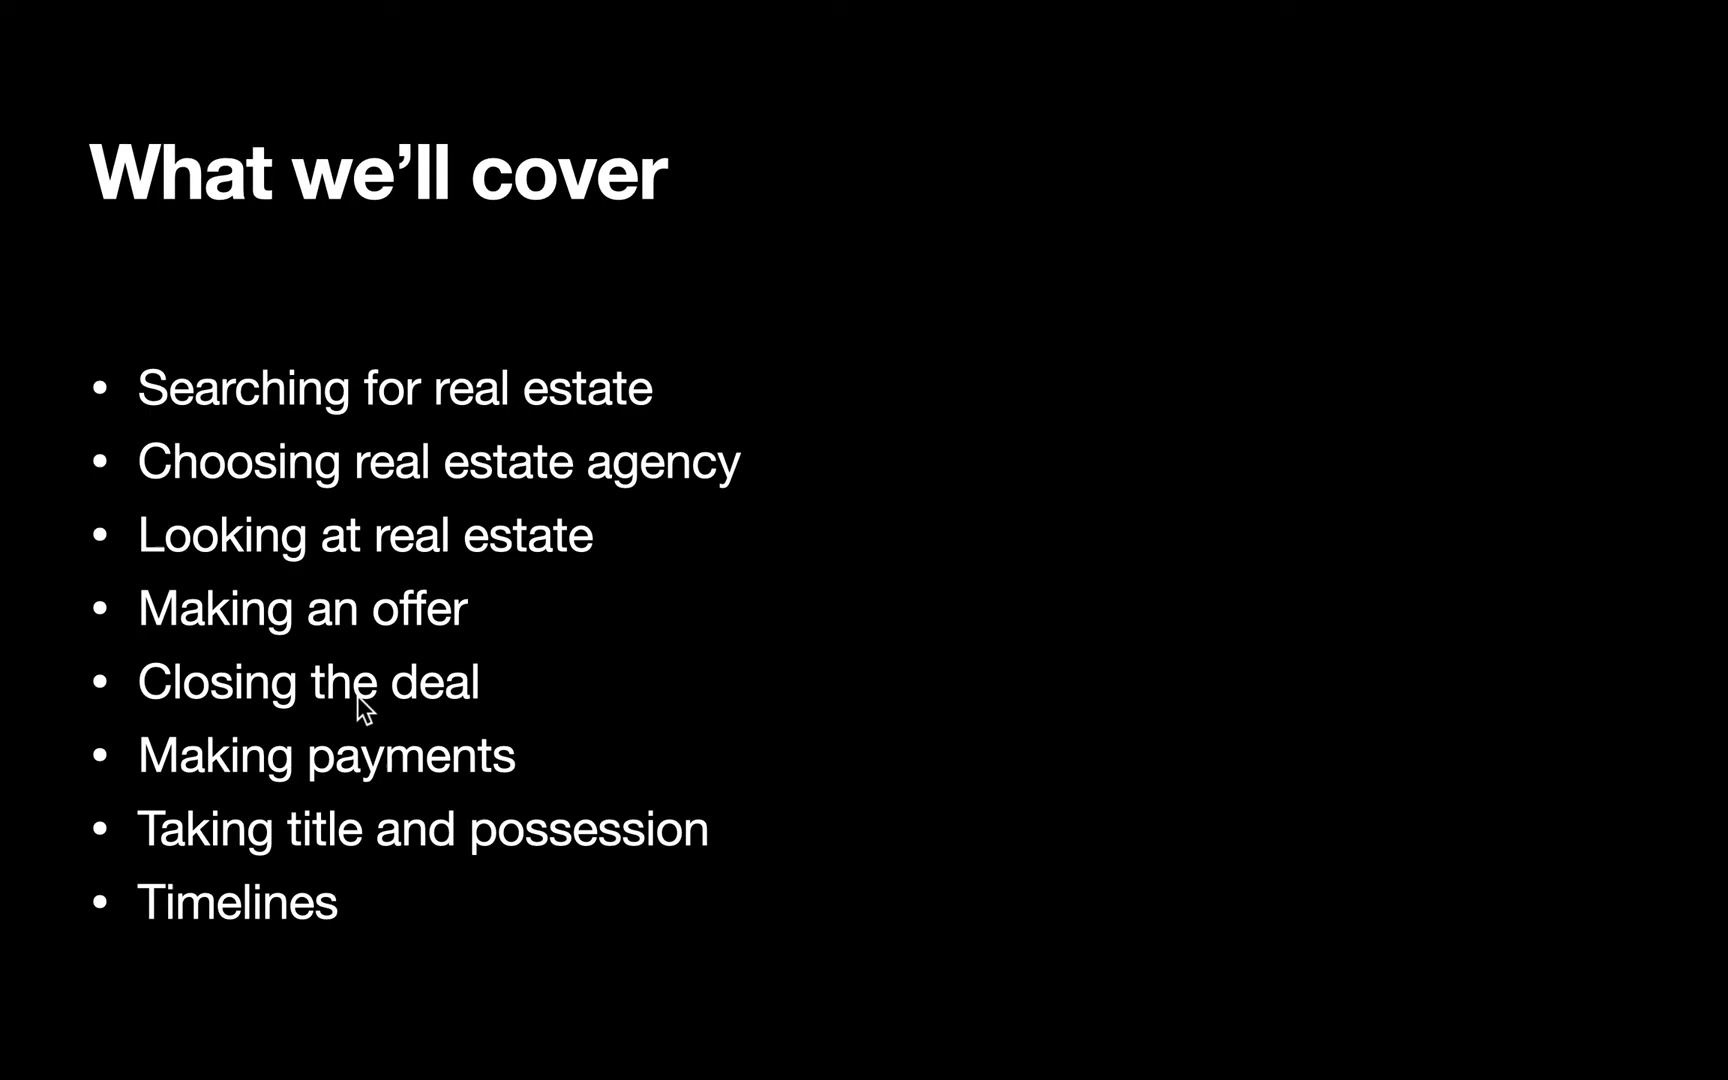 What we’ll cover
• Searching for real estate
• Choosing real estate agency
• Looking at real estate
• Making an offer
• Closing the deal
• Making payments
• Taking title and possession
• Timelines